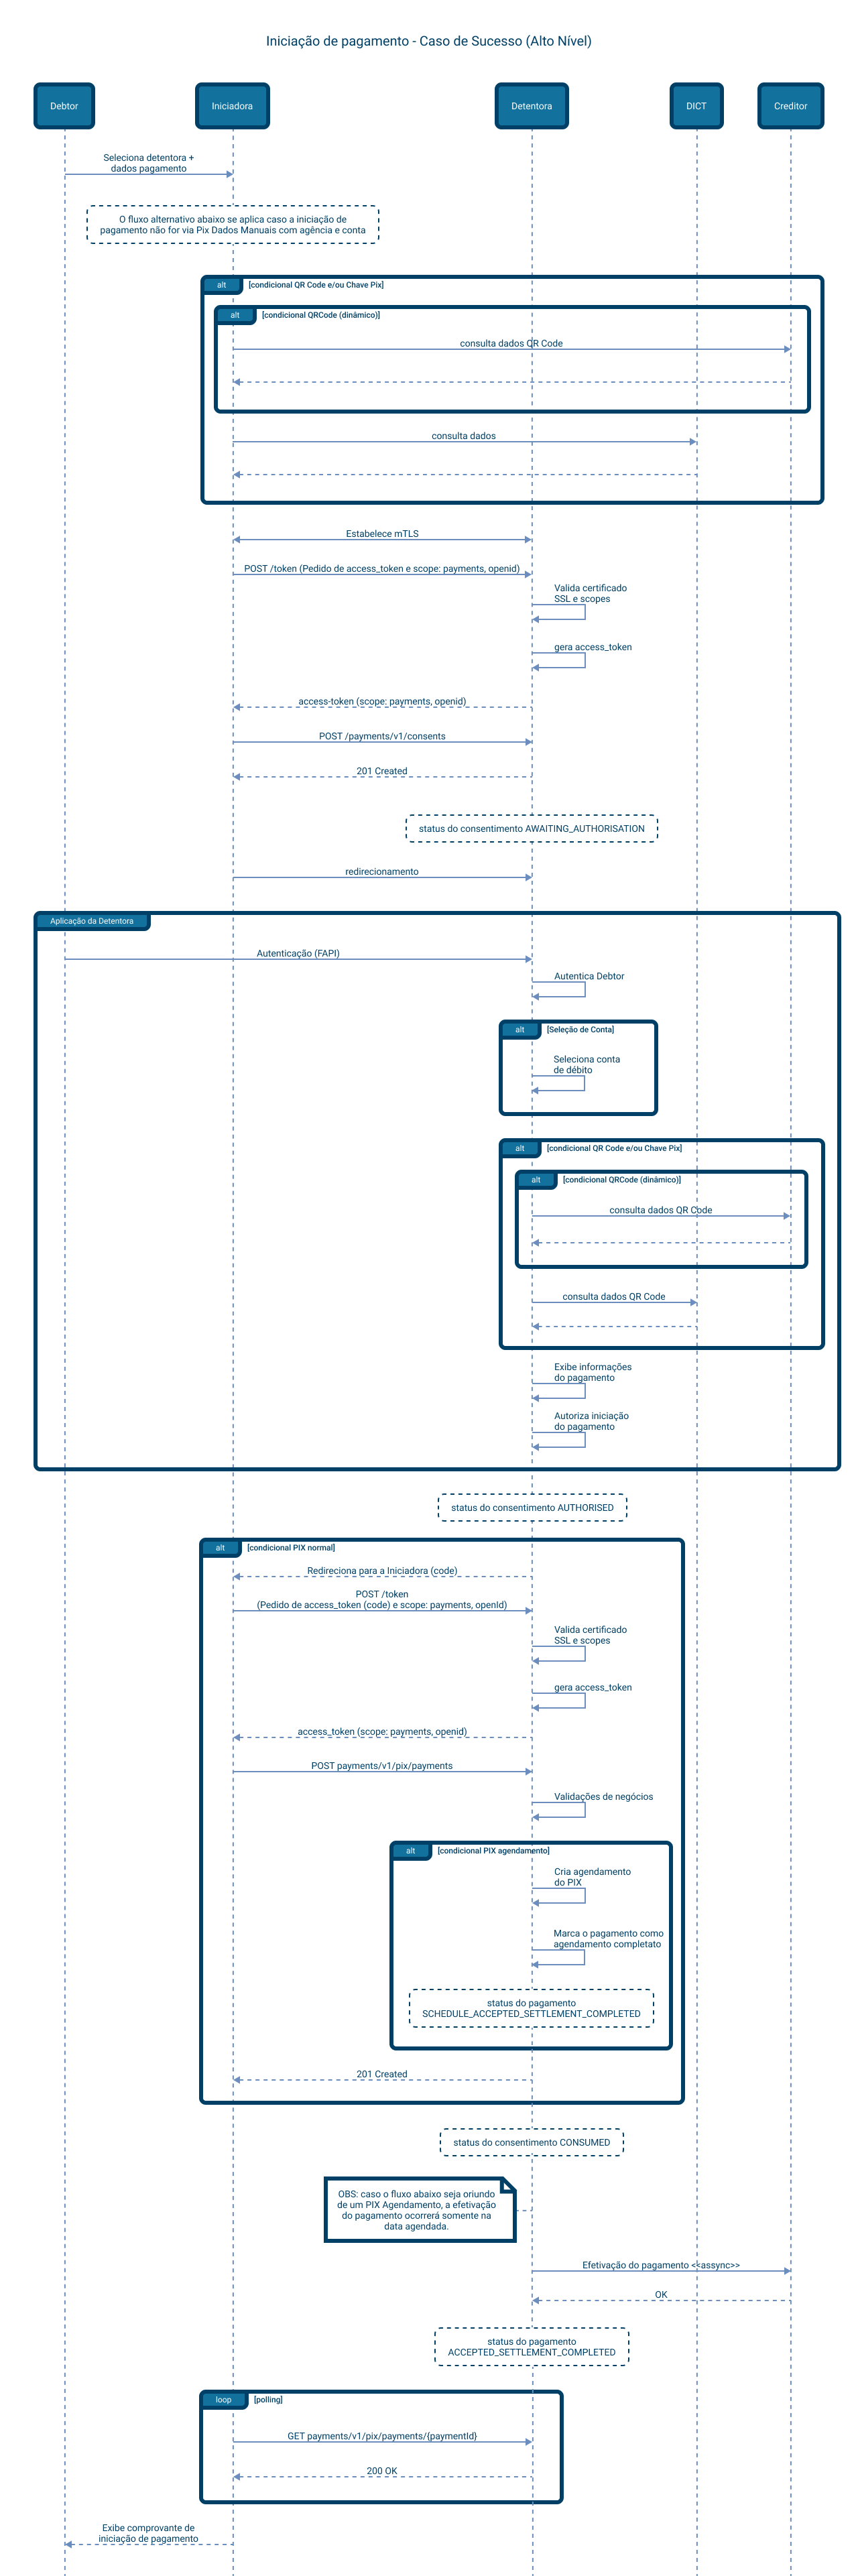 Iniciação de pagamento - Caso de Sucesso (Alto Nível)
Debtor
Iniciadora
Detentora
DICT
Creditor
Seleciona detentora +
dados pagamento
O fluxo alternativo abaixo se aplica caso a iniciação de
pagamento não for via Pix Dados Manuais com agência e conta
alt
[condicional QR Code e/ou Chave Pix]
alt
[condicional QRCode (dinâmico)]
consulta dados QR Code
consulta dados
Estabelece mTLS
POST /token (Pedido de access_token e scope: payments, openid)
Valida certificado
SSL e scopes
gera access_token
access-token (scope: payments, openid)
POST /payments/v1/consents
201 Created
status do consentimento AWAITING_AUTHORISATION
redirecionamento
Aplicação da Detentora
Autenticação (FAPI)
Autentica Debtor
alt
[Seleção de Conta]
Seleciona conta
de débito
alt
[condicional QR Code e/ou Chave Pix]
alt
[condicional QRCode (dinâmico)]
consulta dados QR Code
consulta dados QR Code
Exibe informações
do pagamento
Autoriza iniciação
do pagamento
status do consentimento AUTHORISED
alt
[condicional PIX normal]
Redireciona para a Iniciadora (code)
POST /token
(Pedido de access_token (code) e scope: payments, openId)
Valida certificado
SSL e scopes
gera access_token
access_token (scope: payments, openid)
POST payments/v1/pix/payments
Validações de negócios
alt
[condicional PIX agendamento]
Cria agendamento
do PIX
Marca o pagamento como
agendamento completato
status do pagamento
SCHEDULE_ACCEPTED_SETTLEMENT_COMPLETED
201 Created
status do consentimento CONSUMED
OBS: caso o fluxo abaixo seja oriundo
de um PIX Agendamento, a efetivação
do pagamento ocorrerá somente na
data agendada.
Efetivação do pagamento <<assync>>
OK
status do pagamento
ACCEPTED_SETTLEMENT_COMPLETED
loop
[polling]
GET payments/v1/pix/payments/{paymentId}
200 OK
Exibe comprovante de
iniciação de pagamento